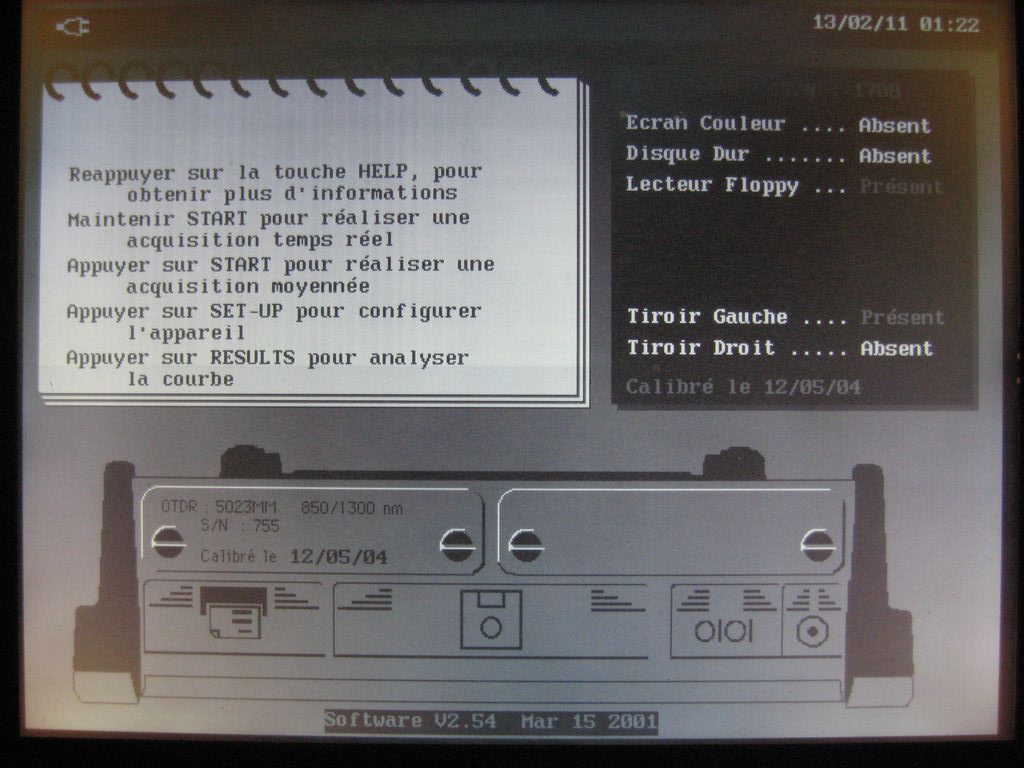 13/02/11 01:22
Reappuyer sur la touche HELP, pour
obtenir plus d'informations
Maintenir START pour réaliser une
acquisition temps réel
Appuyer sur START pour réaliser une
acquisition moyennée
Appuyer sur SET-UP pour configurer
l'appareil
Appuyer sur RESULTS pour analyser
la courbe
S/N - 1708
Ecran Couleur .... Absent
Disque Dur ....... Absent
Lecteur Floppy ... Présent
Tiroir Gauche .... Présent
Tiroir Droit ..... Absent
Calibré le 12/05/04
OTDR : 5023MM 850/1300 nm
S/N : 755
Calibré le 12/05/04
OIOI
Software V2.54 Mar 15 2001